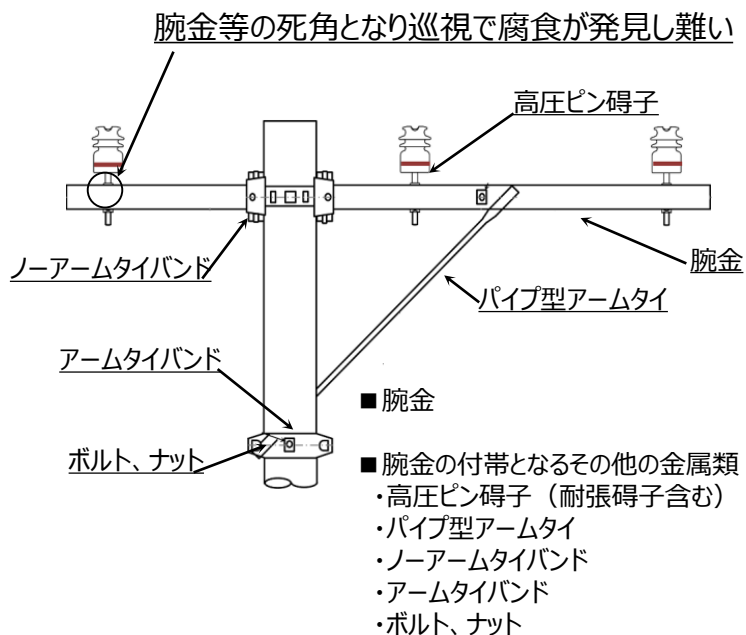 腕金等の死角となり巡視で腐食が発見し難い
高圧ピン碍子
ノーアームタイバンド
腕金
パイプ型アームタイ
アームタイバンド
ボルト、ナット
■腕金
■腕金の付帯となるその他の金属類
・高圧ピン碍子（耐張碍子含む）
・パイプ型アームタイ
・ノーアームタイバンド
・アームタイバンド
・ボルト、ナット